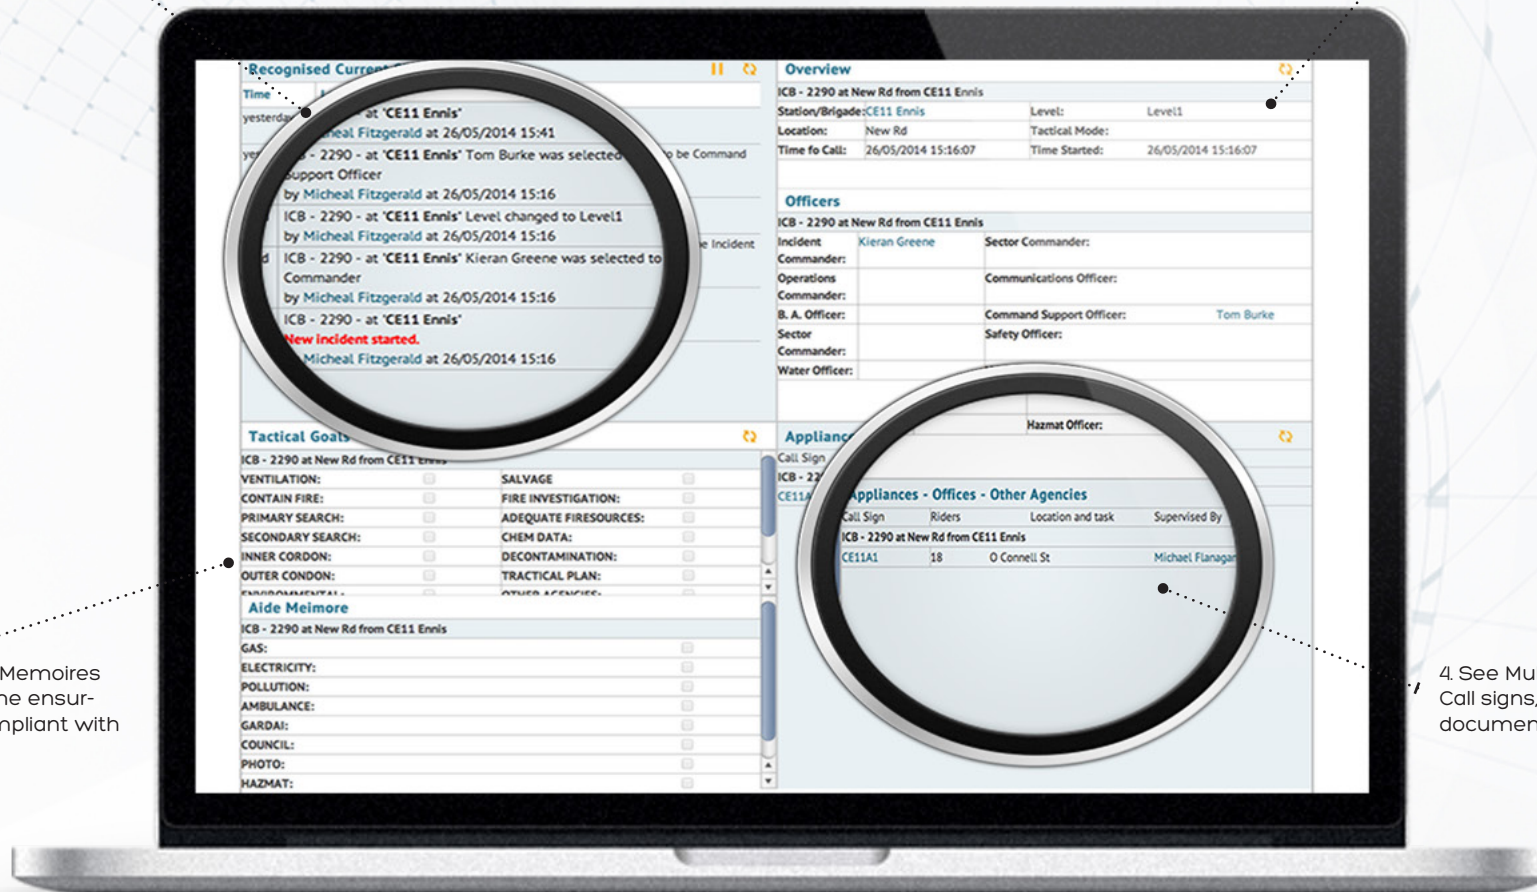 Recognised Current
Time
yesterday
at 'CE11 Ennis'
Micheal Fitzgerald at 26/05/2014 15:41
- 2290 - at 'CE11 Ennis' Tom Burke was selected
to be Command
Support Officer
by Micheal Fitzgerald at 26/05/2014 15:16
ICB - 2290 - at 'CE11 Ennis' Level changed to Level1
by Micheal Fitzgerald at 26/05/2014 15:16
ICB - 2290 - at 'CE11 Ennis' Kieran Greene was selected to
Incident
Commander
by Micheal Fitzgerald at 26/05/2014 15:16
ICB - 2290 - at 'CE11 Ennis'
New incident started.
Micheal Fitzgerald at 26/05/2014 15:16
Overview
ICB - 2290 at New Rd from CE11 Ennis
Station/Brigade: CE11 Ennis Level: Level1
Location: New Rd Tactical Mode:
Time fo Call: 26/05/2014 15:16:07 Time Started: 26/05/2014 15:16:07
Officers
ICB - 2290 at New Rd from CE11 Ennis
Incident Kieran Greene Sector Commander:
Commander:
Operations Communications Officer:
Commander:
B. A. Officer: Command Support Officer: Tom Burke
Sector Safety Officer:
Commander:
Water Officer:
Hazmat Officer:
Tactical Goals
ICB - 2290 at New Rd from CE11 Ennis
VENTILATION: SALVAGE
CONTAIN FIRE: FIRE INVESTIGATION:
PRIMARY SEARCH: ADEQUATE FIRESOURCES:
SECONDARY SEARCH: CHEM DATA:
INNER CORDON: DECONTAMINATION:
OUTER CONDON: TRACTICAL PLAN:
ENVIROMMENTAL: OTHER AGENCIES:
Aide Meimore
ICB - 2290 at New Rd from CE11 Ennis
GAS:
ELECTRICITY:
POLLUTION:
AMBULANCE:
GARDAI:
COUNCIL:
PHOTO:
HAZMAT:
Appliances
Call Sign
ICB - 22
CE11A
Appliances - Offices - Other Agencies
Call Sign Riders Location and task Supervised By
ICB - 2290 at New Rd from CE11 Ennis
CE11A1 18 O Connell St Michael Flanagan
Memoires
ne ensur-
mpliant with
4. See Mu
Call signs,
documen